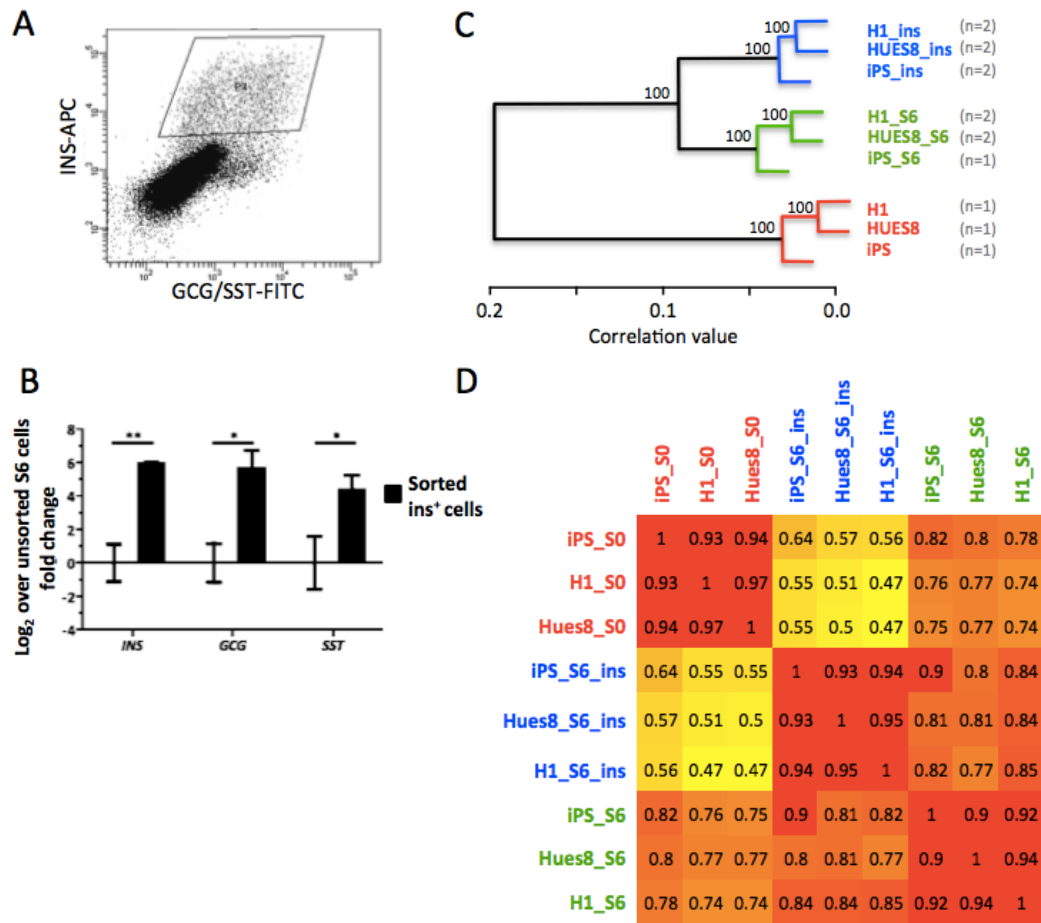 A
INS-APC
10⁵
10⁴
10³
10²
10² 10³ 10⁴ 10⁵
GCG/SST-FITC
C
100 H1_ins (n=2)
100 HUES8_ins (n=2)
iPS_ins (n=2)
100
100 H1_S6 (n=2)
100 HUES8_S6 (n=2)
iPS_S6 (n=1)
100 H1 (n=1)
100 HUES8 (n=1)
iPS (n=1)
0.2 0.1 0.0
Correlation value
B
Log₂ over unsorted S6 cells
fold change
8
6
4
2
0
-2
-4
** * *
INS GCG SST
Sorted
ins⁺ cells
D
iPS_S0 H1_S0 Hues8_S0 iPS_S6_ins Hues8_S6_ins H1_S6_ins iPS_S6 Hues8_S6 H1_S6
iPS_S0 1 0.93 0.94 0.64 0.57 0.56 0.82 0.8 0.78
H1_S0 0.93 1 0.97 0.55 0.51 0.47 0.76 0.77 0.74
Hues8_S0 0.94 0.97 1 0.55 0.5 0.47 0.75 0.77 0.74
iPS_S6_ins 0.64 0.55 0.55 1 0.93 0.94 0.9 0.8 0.84
Hues8_S6_ins 0.57 0.51 0.5 0.93 1 0.95 0.81 0.81 0.84
H1_S6_ins 0.56 0.47 0.47 0.94 0.95 1 0.82 0.77 0.85
iPS_S6 0.82 0.76 0.75 0.9 0.81 0.82 1 0.9 0.92
Hues8_S6 0.8 0.77 0.77 0.8 0.81 0.77 0.9 1 0.94
H1_S6 0.78 0.74 0.74 0.84 0.84 0.85 0.92 0.94 1